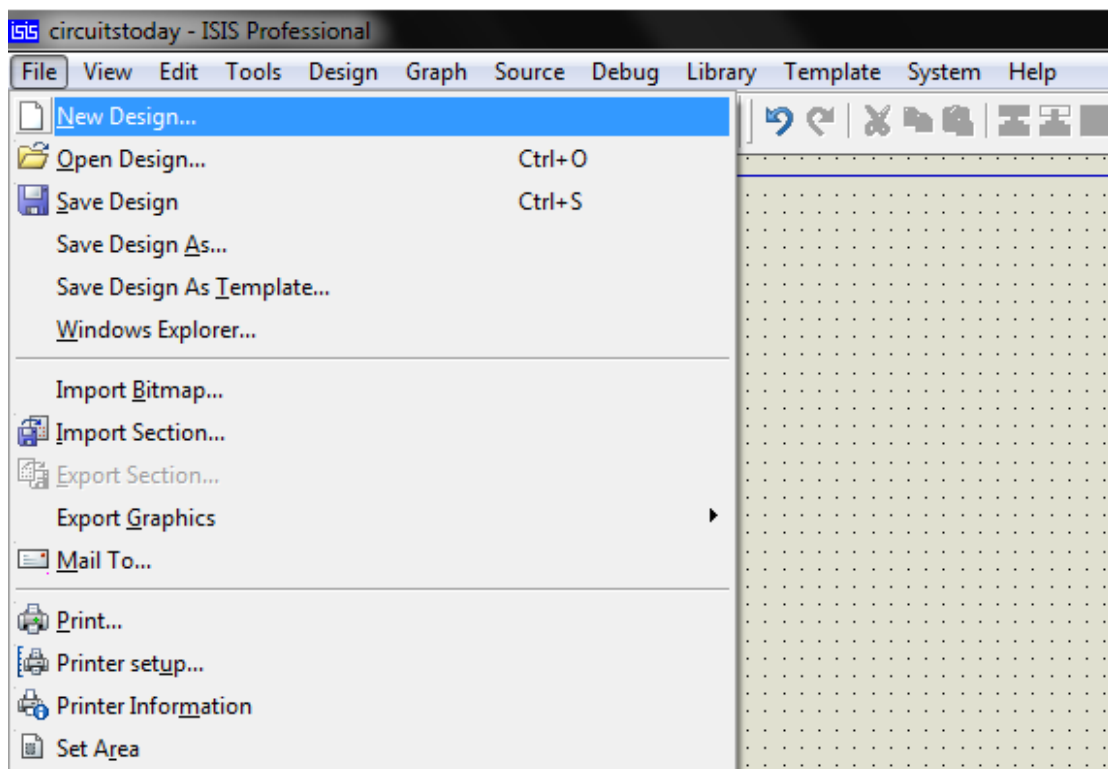 isis circuitstoday - ISIS Professional
File View Edit Tools Design Graph Source Debug Library Template System Help
New Design...
Open Design... Ctrl+O
Save Design Ctrl+S
Save Design As...
Save Design As Template...
Windows Explorer...
Import Bitmap...
Import Section...
Export Section...
Export Graphics
Mail To...
Print...
Printer setup...
Printer Information
Set Area